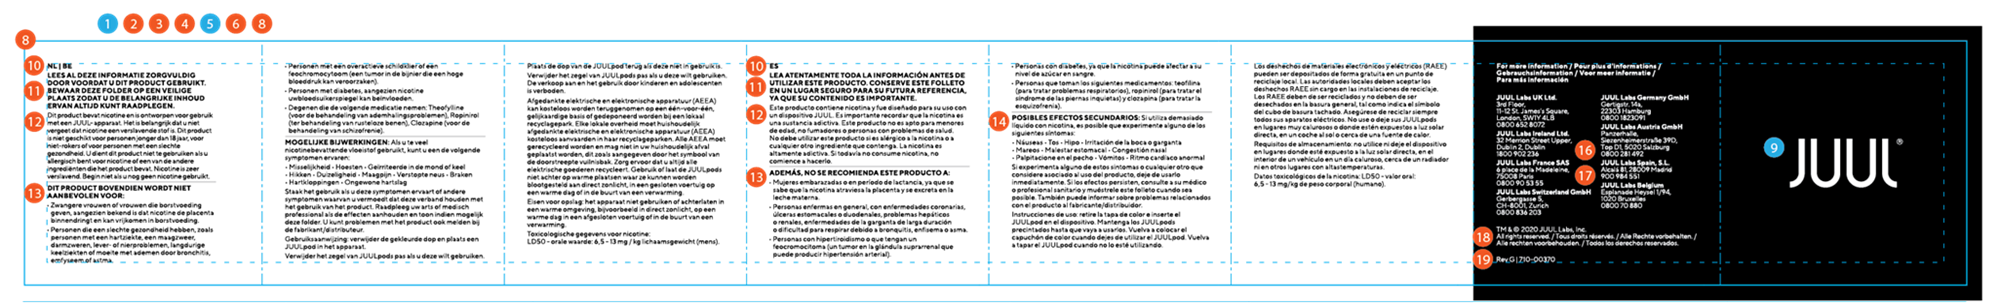 1 2 3 4 5 6 8
8
10
NL | BE
LEES AL DEZE INFORMATIE ZORGVULDIG
DOOR VOORDAT U DIT PRODUCT GEBRUIKT.
11
BEWAAR DEZE FOLDER OP EEN VEILIGE
PLAATS ZODAT U DE BELANGRIJKE INHOUD
ERVAN ALTIJD KUNT RAADPLEGEN.
12
Dit product bevat nicotine en is ontworpen voor gebruik
met een JUUL- apparaat. Het is belangrijk dat u niet
vergeet dat nicotine een verslavende stof is. Dit product
is niet geschikt voor personen jonger dan 18 jaar, voor
niet-rokers of voor personen met een slechte
gezondheid. U dient dit product niet te gebruiken als u
allergisch bent voor nicotine of een van de andere
ingrediënten die het product bevat. Nicotine is zeer
verslavend. Begin niet als u nog geen nicotine gebruikt.
13
DIT PRODUCT BOVENDIEN WORDT NIET
AANBEVOLEN VOOR:
- Zwangere vrouwen of vrouwen die borstvoeding
geven, aangezien bekend is dat nicotine de placenta
binnendringt en kan vrijkomen in borstvoeding.
- Personen die een slechte gezondheid hebben, zoals
personen met een hartziekte, een maagzweer,
darmzweren, lever- of nierproblemen, langdurige
keelziekten of moeite met ademen door bronchitis,
emfyseem of astma.
- Personen met een overactieve schildklier of een
feochromocytoom (een tumor in de bijnier die een hoge
bloeddruk kan veroorzaken).
- Personen met diabetes, aangezien nicotine
uwbloedsuikerspiegel kan beïnvloeden.
- Degenen die de volgende medicatie nemen: Theofylline
(voor de behandeling van ademhalingsproblemen), Ropinirol
(ter behandeling van rusteloze benen), Clozapine (voor de
behandeling van schizofrenie).
MOGELIJKE BIJWERKINGEN: Als u te veel
nicotinebevattende vloeistof gebruikt, kunt u een de volgende
symptomen ervaren:
- Misselijkheid - Hoesten - Geïrriteerde in de mond of keel
- Hikken - Duizeligheid - Maagpijn - Verstopte neus - Braken
- Hartkloppingen - Ongewone hartslag
Staak het gebruik als u deze symptomen ervart of andere
symptomen waarvan u vermoedt dat deze verband houden met
het gebruik van het product. Raadpleeg uw arts of medisch
professional als de effecten aanhouden en toon indien mogelijk
deze folder. U kunt problemen met het product ook melden bij
de fabrikant/distributeur.
Gebruiksaanwijzing: verwijder de gekleurde dop en plaats een
JUULpod in het apparaat.
Verwijder het zegel van JUULpods pas als u deze wilt gebruiken.
Plaats de dop van de JUULpod terug als deze niet in gebruik is.
Verwijder het zegel van JUULpods pas als u deze wilt gebruiken.
De verkoop aan en het gebruik door kinderen en adolescenten
is verboden.
Afgedankte elektrische en elektronische apparatuur (AEEA)
kan kosteloos worden teruggenomen op een één-voor-één,
gelijkaardige basis of gedeponeerd worden bij een lokaal
recyclagepark. Elke lokale overheid moet huishoudelijk
afgedankte elektrische en elektronische apparatuur (AEEA)
kosteloos aanvaarden in haar recyclageparken. Alle AEEA moet
gerecycleerd worden en mag niet in uw huishoudelijk afval
geplaatst worden, dit zoals aangegeven door het symbool van
de doorstreepte vuilnisbak. Zorg ervoor dat u altijd alle
elektrische goederen recycleert. Gebruik of laat de JUULpods
niet achter op warme plaatsen waar ze kunnen worden
blootgesteld aan direct zonlicht, in een gesloten voertuig op
een warme dag of in de buurt van een verwarming.
Eisen voor opslag: het apparaat niet gebruiken of achterlaten in
een warme omgeving, bijvoorbeeld in direct zonlicht, op een
warme dag in een afgesloten voertuig of in de buurt van een
verwarming.
Toxicologische gegevens voor nicotine:
LD50 - orale waarde: 6,5 - 13 mg / kg lichaamsgewicht (mens).
10
ES
LEA ATENTAMENTE TODA LA INFORMACIÓN ANTES DE
11
UTILIZAR ESTE PRODUCTO. CONSERVE ESTE FOLLETO
EN UN LUGAR SEGURO PARA SU FUTURA REFERENCIA,
YA QUE SU CONTENIDO ES IMPORTANTE.
12
Este producto contiene nicotina y fue diseñado para su uso con
un dispositivo JUUL. Es importante recordar que la nicotina es
una sustancia adictiva. Este producto no es apto para menores
de edad, no fumadores o personas con problemas de salud.
No debe utilizar este producto si es alérgico a la nicotina o a
cualquier otro ingrediente que contenga. La nicotina es
altamente adictiva. Si todavía no consume nicotina, no
comience a hacerlo.
13
ADEMÁS, NO SE RECOMIENDA ESTE PRODUCTO A:
- Mujeres embarazadas o en período de lactancia, ya que se
sabe que la nicotina atraviesa la placenta y se excreta en la
leche materna.
- Personas enfermas en general, con enfermedades coronarias,
úlceras estomacales o duodenales, problemas hepáticos
o renales, enfermedades de la garganta de larga duración
o dificultad para respirar debido a bronquitis, enfisema o asma.
- Personas con hipertiroidismo o que tengan un
feocromocitoma (un tumor en la glándula suprarrenal que
puede producir hipertensión arterial).
- Personas con diabetes, ya que la nicotina puede afectar a su
nivel de azúcar en sangre.
- Personas que toman los siguientes medicamentos: teofilina
(para tratar problemas respiratorios), ropinirol (para tratar el
síndrome de las piernas inquietas) y clozapina (para tratar la
esquizofrenia).
14
POSIBLES EFECTOS SECUNDARIOS: Si utiliza demasiado
líquido con nicotina, es posible que experimente alguno de los
siguientes síntomas:
- Náuseas - Tos - Hipo - Irritación de la boca o garganta
- Mareos - Malestar estomacal - Congestión nasal
- Palpitacione en el pecho - Vómitos - Ritmo cardíaco anormal
Si experimenta alguno de estos síntomas o cualquier otro que
considere asociado al uso del producto, deje de usarlo
inmediatamente. Si los efectos persisten, consulte a su médico
o profesional sanitario y muéstrele este folleto cuando sea
posible. También puede informar sobre problemas relacionados
con el producto al fabricante/distribuidor.
Instrucciones de uso: retire la tapa de color e inserte el
JUULpod en el dispositivo. Mantenga los JUULpods
precintados hasta que vaya a usarlos. Vuelva a colocar el
capuchón de color cuando dejes de utilizar el JUULpod. Vuelva
a tapar el JUULpod cuando no lo esté utilizando.
Los deshechos de materiales electrónicos y eléctricos (RAEE)
pueden ser depositados de forma gratuita en un punto de
reciclaje local. Las autoridades locales deben aceptar los
deshechos RAEE sin cargo en las instalaciones de reciclaje.
Los RAEE deben de ser reciclados y no deben de ser
desechados en la basura general, tal como indica el símbolo
del cubo de basura tachado. Asegúrese de reciclar siempre
todos sus aparatos eléctricos. No use o deje sus JUULpods
en lugares muy calurosos o donde estén expuestos a luz solar
directa, en un coche al sol o cerca de una fuente de calor.
Requisitos de almacenamiento: no utilice ni deje el dispositivo
en lugares donde esté expuesto a la luz solar directa, en el
interior de un vehículo en un día caluroso, cerca de un radiador
ni en otros lugares con altas temperaturas.
Datos toxicológicos de la nicotina: LD50 - valor oral:
6,5 - 13 mg/kg de peso corporal (humano).
For more information / Pour plus d'informations /
Gebrauchsinformation / Voor meer informatie /
Para más información
JUUL Labs UK Ltd.
3rd Floor,
11-12 St. James's Square,
London, SW1Y 4LB
0800 652 8072
JUUL Labs Ireland Ltd.
32 Merrion Street Upper,
Dublin 2, Dublin
1800 902 236
JUUL Labs France SAS
6 place de la Madeleine,
75008 Paris
0800 90 53 55
JUUL Labs Switzerland GmbH
Gerbergasse 5,
CH-8001, Zurich
0800 836 203
JUUL Labs Germany GmbH
Gertigstr. 14a,
22303 Hamburg
0800 1823091
JUUL Labs Austria GmbH
Panzerhalle,
Siezenheimerstraße 39D,
16
Top D1, 5020 Salzburg
0800 281 492
JUUL Labs Spain, S.L.
17
Alcalá 81, 28009 Madrid
900 984 551
JUUL Labs Belgium
Esplanade Heysel 1/94,
1020 Bruxelles
0800 70 880
18
TM & © 2020 JUUL Labs, Inc.
All rights reserved. / Tous droits réservés. / Alle Rechte vorbehalten. /
Alle rechten voorbehouden. / Todos los derechos reservados.
19
Rev G | Z10-00370
9
JUUL®